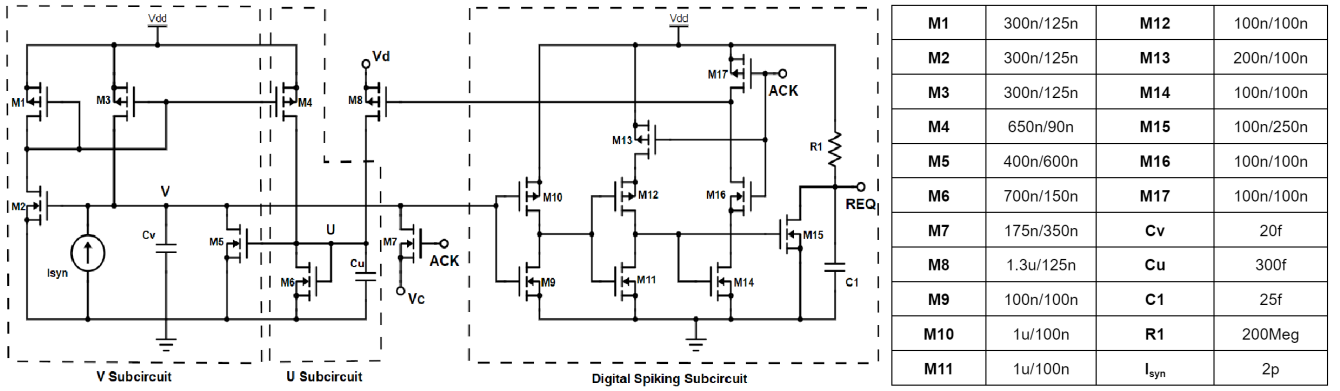 Vdd
M1
M3
M4
Vd
M8
M2
V
Isyn
Cv
M5
U
M6
Cu
M7
ACK
Vc
V Subcircuit
U Subcircuit
Vdd
M17
ACK
M13
R1
M10
M12
M16
REQ
M15
M9
M11
M14
C1
Digital Spiking Subcircuit
M1 300n/125n M12 100n/100n
M2 300n/125n M13 200n/100n
M3 300n/125n M14 100n/100n
M4 650n/90n M15 100n/250n
M5 400n/600n M16 100n/100n
M6 700n/150n M17 100n/100n
M7 175n/350n Cv 20f
M8 1.3u/125n Cu 300f
M9 100n/100n C1 25f
M10 1u/100n R1 200Meg
M11 1u/100n Isyn 2p